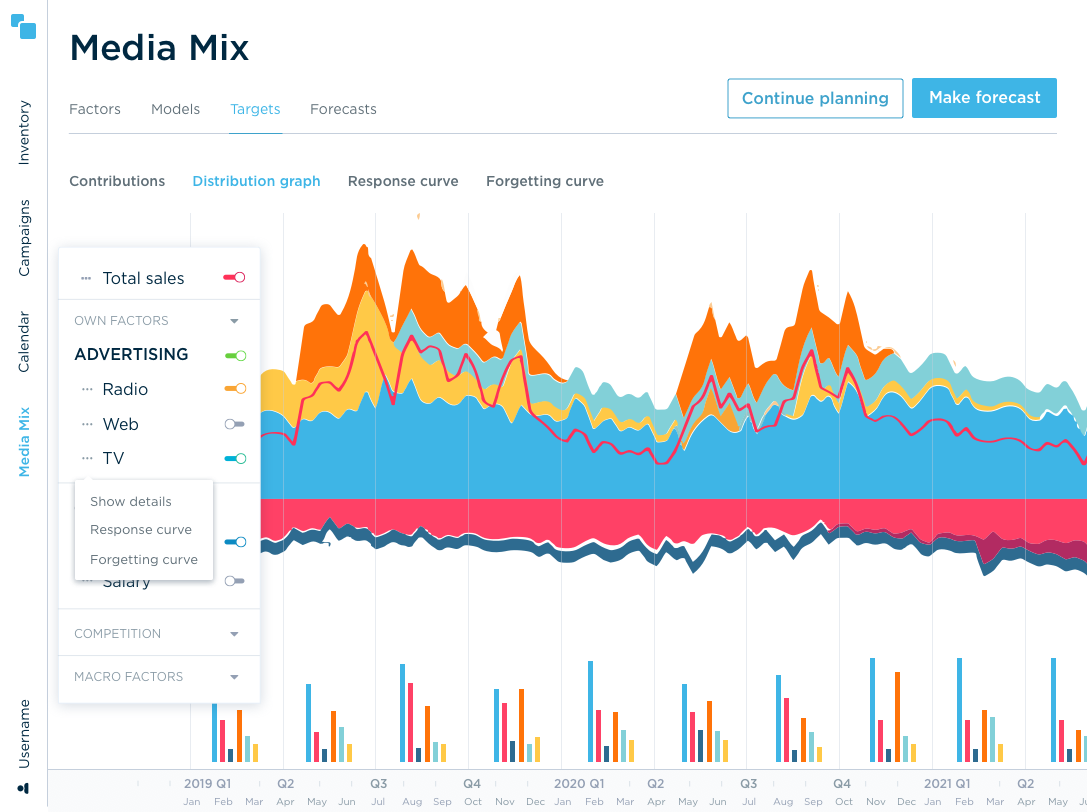 Media Mix
Factors Models Targets Forecasts
Continue planning
Make forecast
Contributions Distribution graph Response curve Forgetting curve
Inventory
Campaigns
Calendar
Media Mix
Username
Total sales
OWN FACTORS
ADVERTISING
Radio
Web
TV
Show details
Response curve
Forgetting curve
Salary
COMPETITION
MACRO FACTORS
2019 Q1 Q2 Q3 Q4 2020 Q1 Q2 Q3 Q4 2021 Q1 Q2
Jan Feb Mar Apr May Jun Jul Aug Sep Oct Nov Dec Jan Feb Mar Apr May Jun Jul Aug Sep Oct Nov Dec Jan Feb Mar Apr May